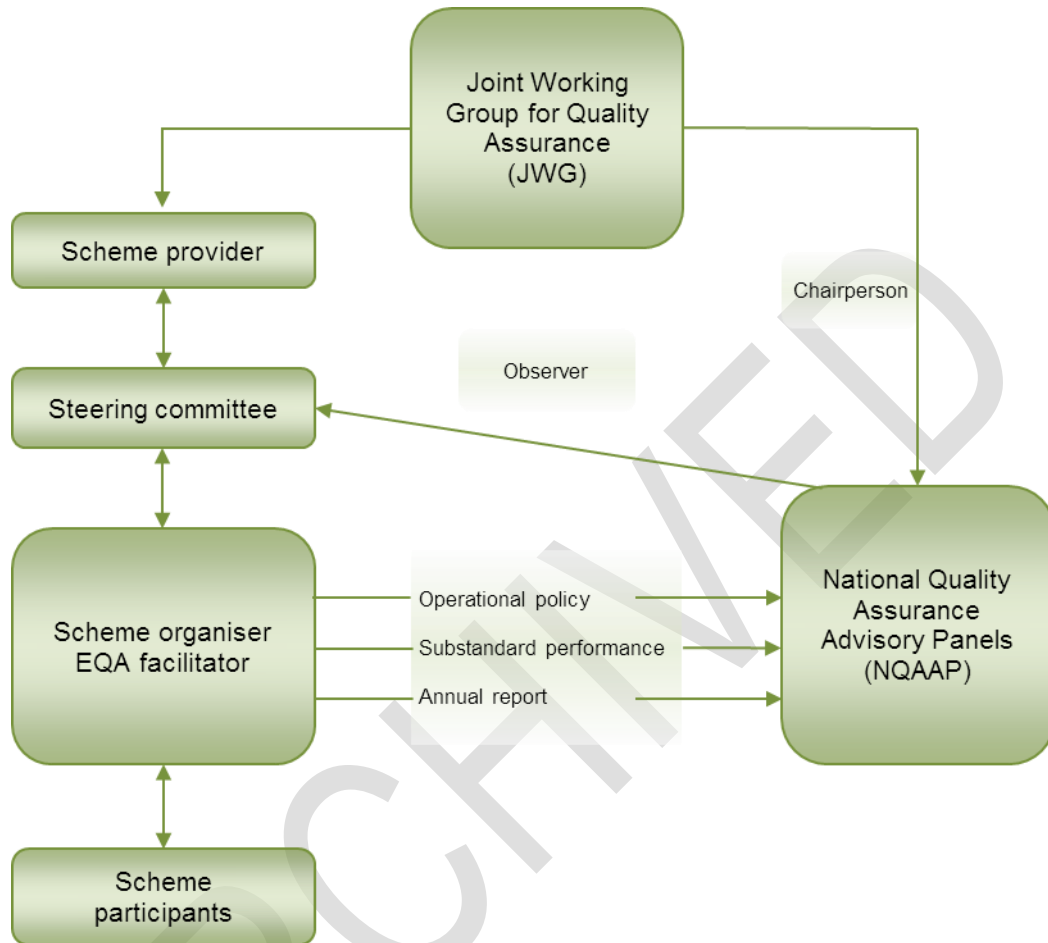 Joint Working
Group for Quality
Assurance
(JWG)
Scheme provider
Chairperson
Observer
Steering committee
Scheme organiser
EQA facilitator
Operational policy
Substandard performance
Annual report
National Quality
Assurance
Advisory Panels
(NQAAP)
Scheme
participants
CHIVED